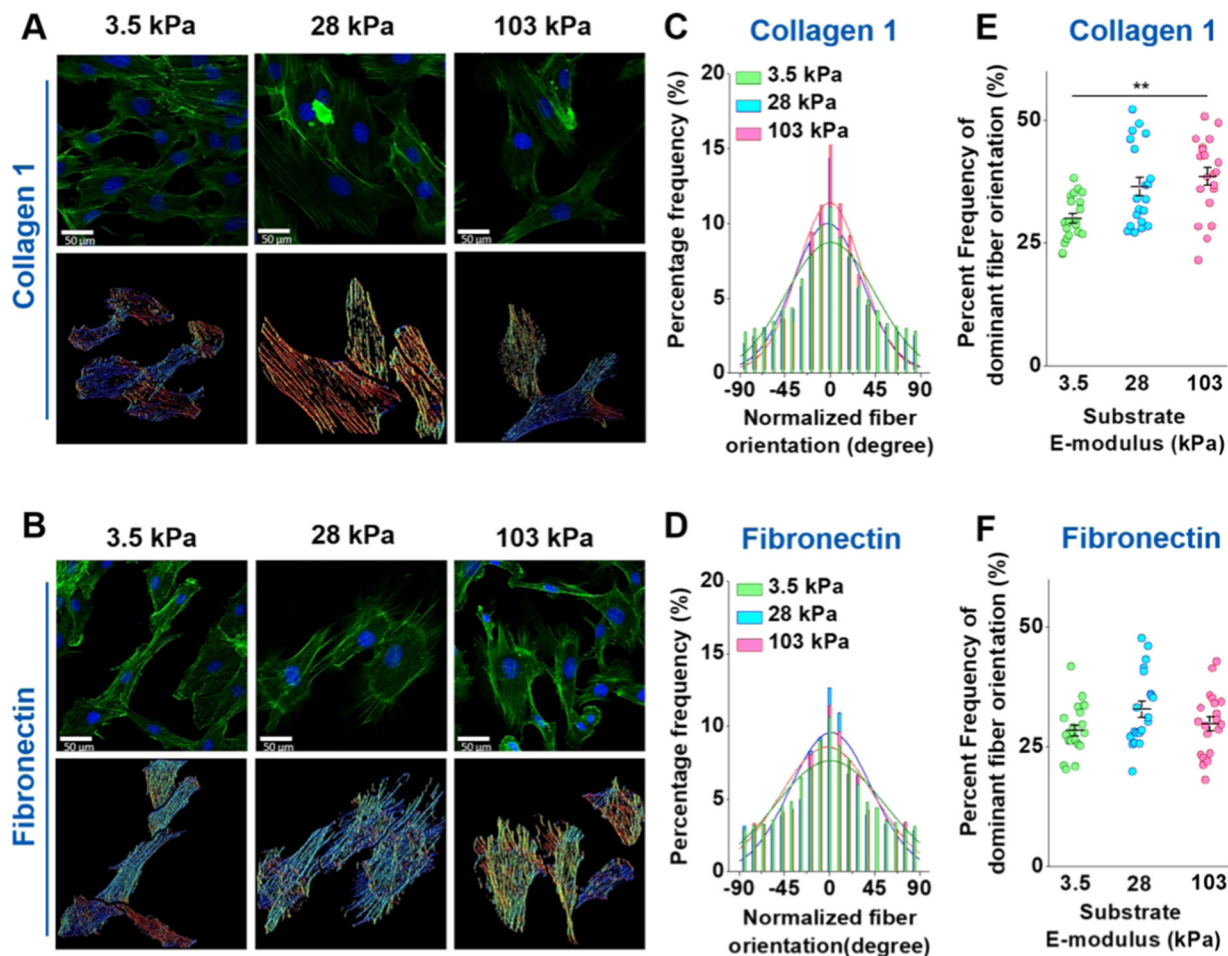 A
3.5 kPa
28 kPa
103 kPa
Collagen 1
50 µm
50 µm
50 µm
B
3.5 kPa
28 kPa
103 kPa
Fibronectin
50 µm
50 µm
50 µm
C
Collagen 1
Percentage frequency (%)
20
15
10
5
0
3.5 kPa
28 kPa
103 kPa
-90
-45
0
45
90
Normalized fiber
orientation (degree)
D
Fibronectin
Percentage frequency (%)
20
15
10
5
0
3.5 kPa
28 kPa
103 kPa
-90
-45
0
45
90
Normalized fiber
orientation(degree)
E
Collagen 1
Percent Frequency of
dominant fiber orientation (%)
50
25
0
**
3.5
28
103
Substrate
E-modulus (kPa)
F
Fibronectin
Percent Frequency of
dominant fiber orientation (%)
50
25
0
3.5
28
103
Substrate
E-modulus (kPa)